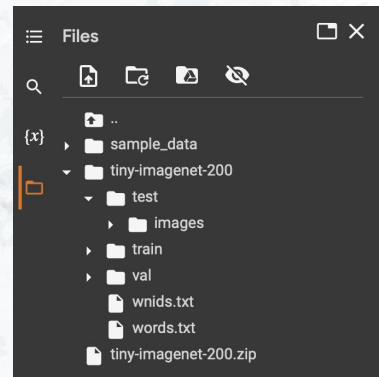 Files
..
{x}
sample_data
tiny-imagenet-200
test
images
train
val
wnids.txt
words.txt
tiny-imagenet-200.zip